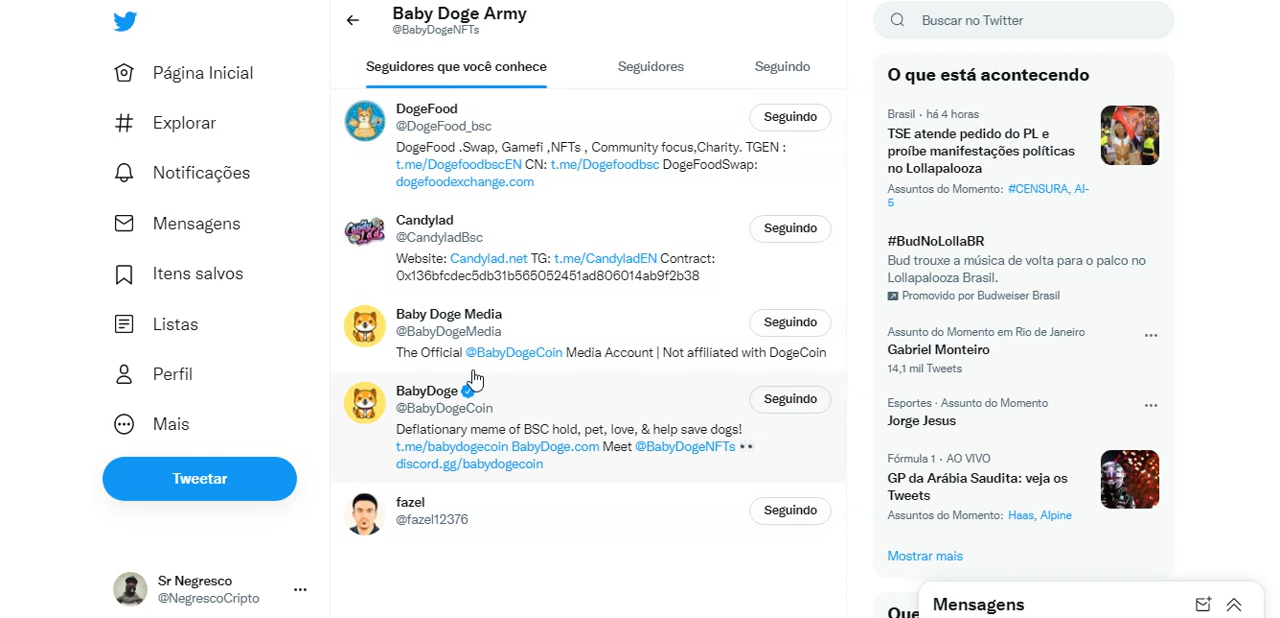 Página Inicial
Explorar
Notificações
Mensagens
Itens salvos
Listas
Perfil
Mais
Tweetar
Sr Negresco
@NegrescoCripto
Baby Doge Army
@BabyDogeNFTs
Seguidores que você conhece
Seguidores
Seguindo
DogeFood
@DogeFood_bsc
Seguindo
DogeFood .Swap, Gamefi ,NFTs , Community focus,Charity. TGEN :
t.me/DogefoodbscEN CN: t.me/Dogefoodbsc DogeFoodSwap:
dogefoodexchange.com
Candylad
@CandyladBsc
Seguindo
Website: Candylad.net TG: t.me/CandyladEN Contract:
0x136bfcdec5db31b565052451ad806014ab9f2b38
Baby Doge Media
@BabyDogeMedia
Seguindo
The Official @BabyDogeCoin Media Account | Not affiliated with DogeCoin
BabyDoge
@BabyDogeCoin
Seguindo
Deflationary meme of BSC hold, pet, love, & help save dogs!
t.me/babydogecoin BabyDoge.com Meet @BabyDogeNFTs 👀
discord.gg/babydogecoin
fazel
@fazel12376
Seguindo
Buscar no Twitter
O que está acontecendo
Brasil · há 4 horas
TSE atende pedido do PL e
proíbe manifestações políticas
no Lollapalooza
Assuntos do Momento: #CENSURA, AI-
5
#BudNoLollaBR
Bud trouxe a música de volta para o palco no
Lollapalooza Brasil.
Promovido por Budweiser Brasil
Assunto do Momento em Rio de Janeiro
Gabriel Monteiro
14,1 mil Tweets
Esportes · Assunto do Momento
Jorge Jesus
Fórmula 1 · AO VIVO
GP da Arábia Saudita: veja os
Tweets
Assuntos do Momento: Haas, Alpine
Mostrar mais
Que
Mensagens